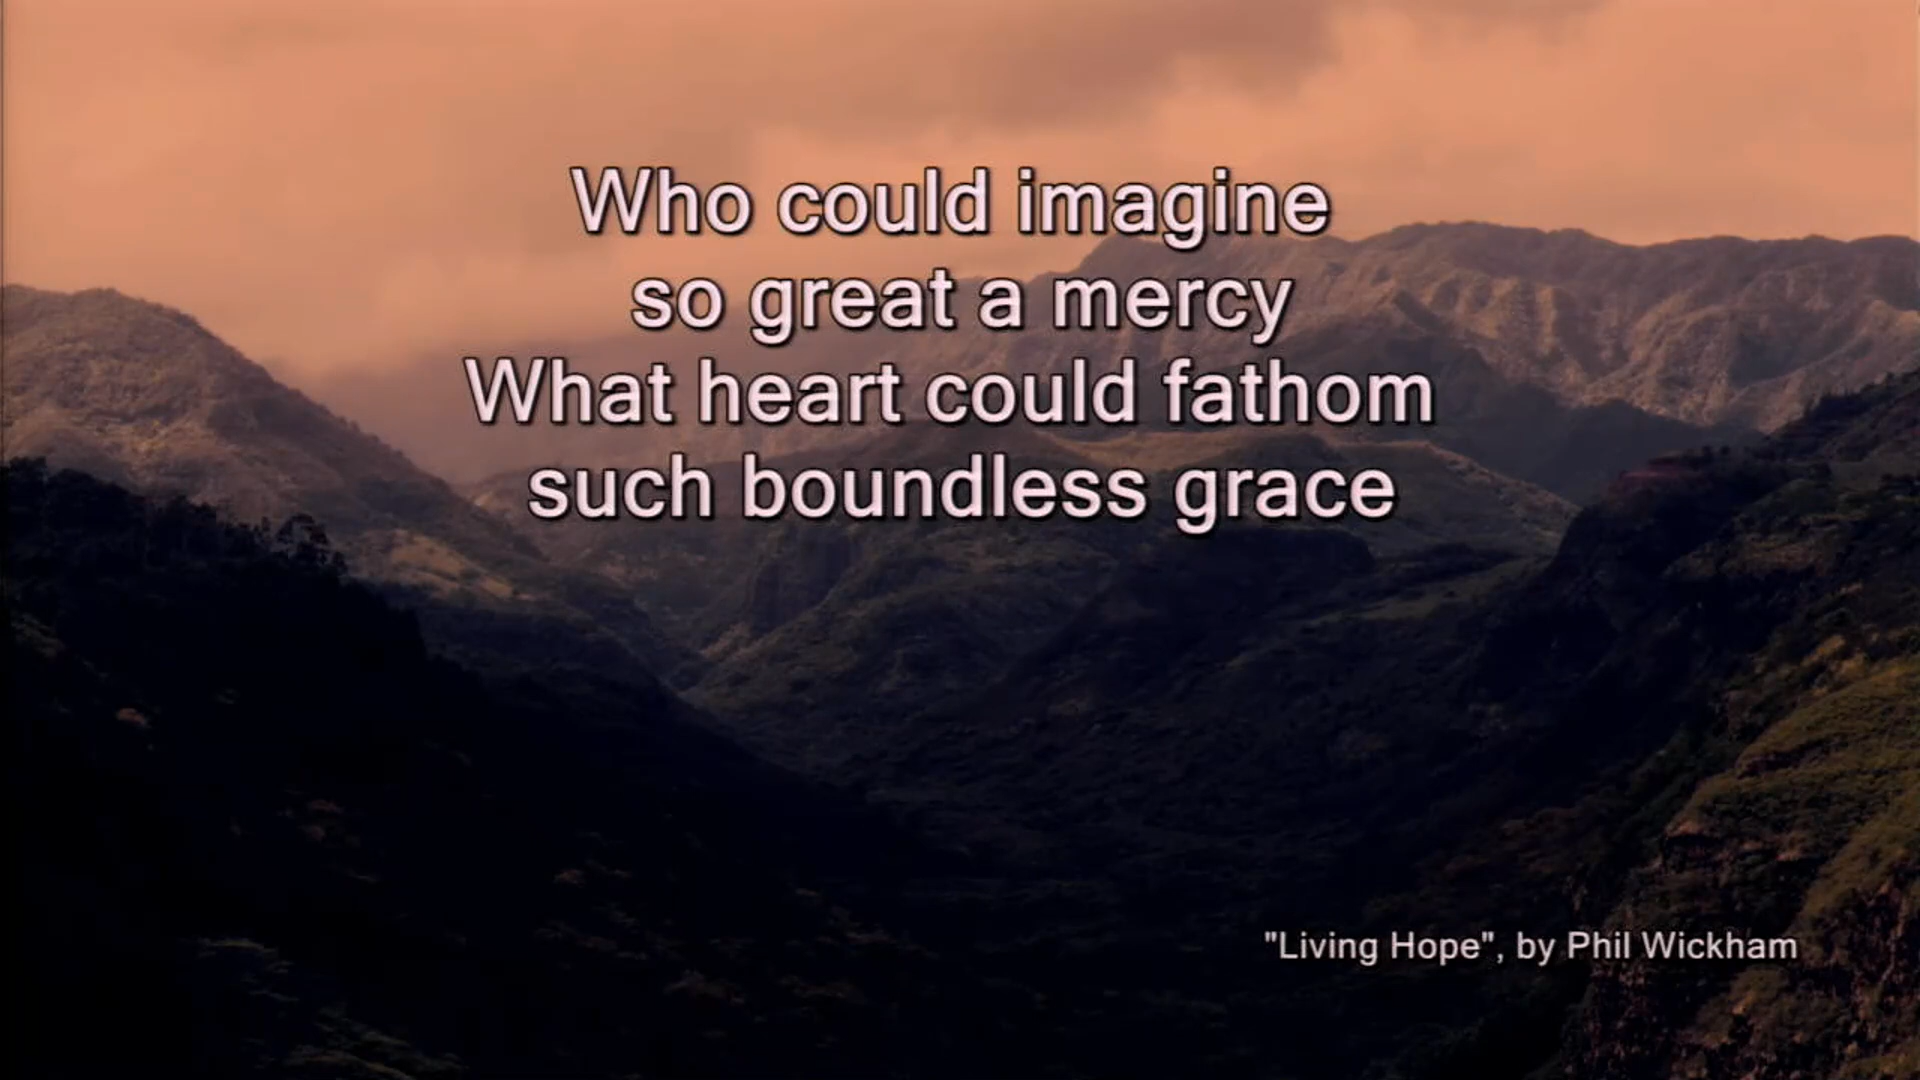 Who could imagine
so great a mercy
What heart could fathom
such boundless grace
"Living Hope", by Phil Wickham